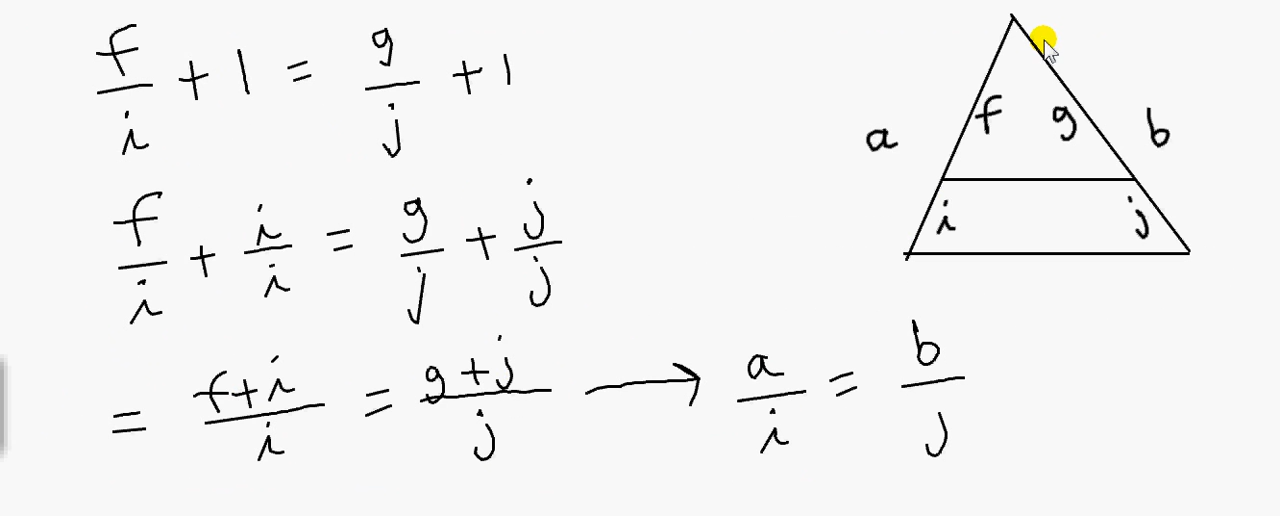 f/i + 1 = g/j + 1
f/i + i/i = g/j + j/j
= f+i/i = g+j/j → a/i = b/j
a f g b
i j